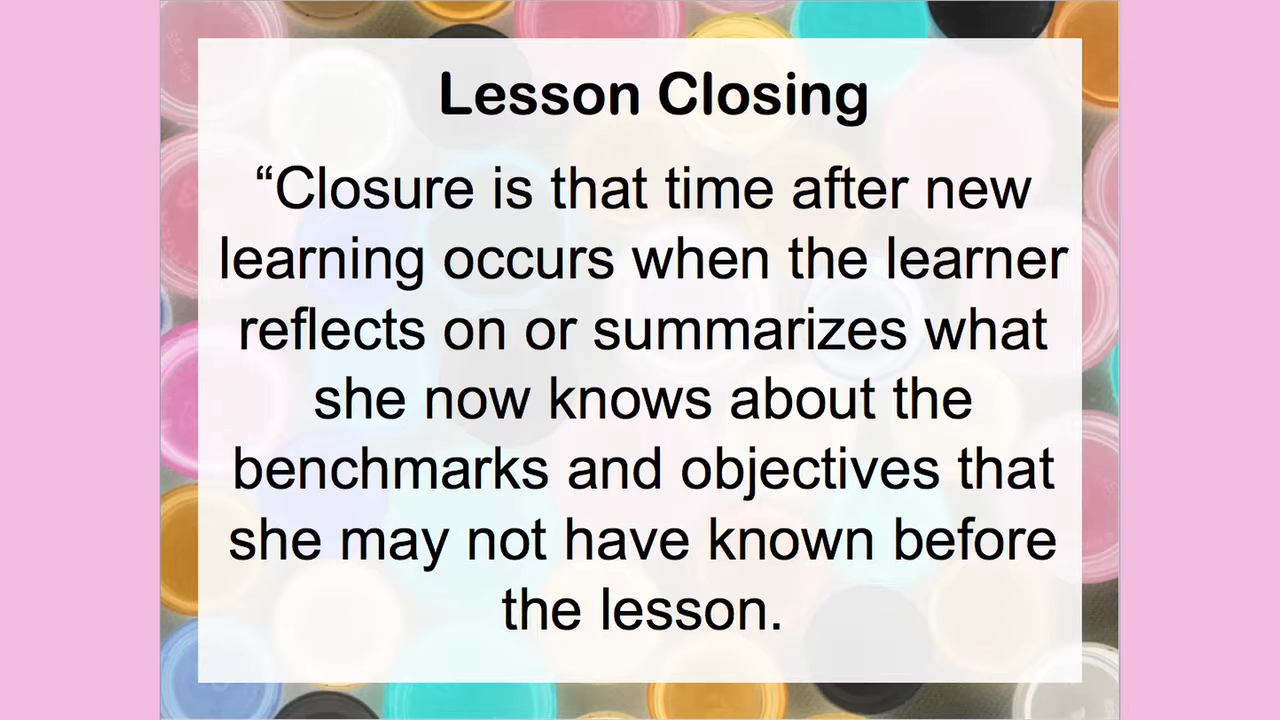 Lesson Closing
“Closure is that time after new
learning occurs when the learner
reflects on or summarizes what
she now knows about the
benchmarks and objectives that
she may not have known before
the lesson.